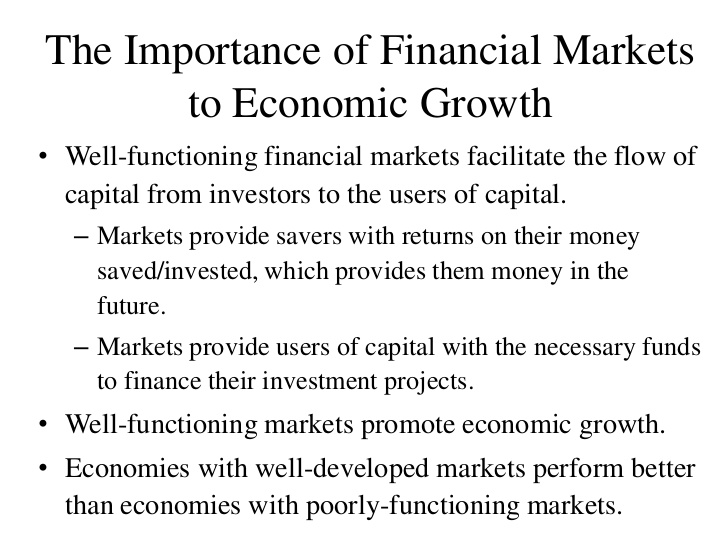 The Importance of Financial Markets
to Economic Growth
• Well-functioning financial markets facilitate the flow of
capital from investors to the users of capital.
– Markets provide savers with returns on their money
saved/invested, which provides them money in the
future.
– Markets provide users of capital with the necessary funds
to finance their investment projects.
• Well-functioning markets promote economic growth.
• Economies with well-developed markets perform better
than economies with poorly-functioning markets.